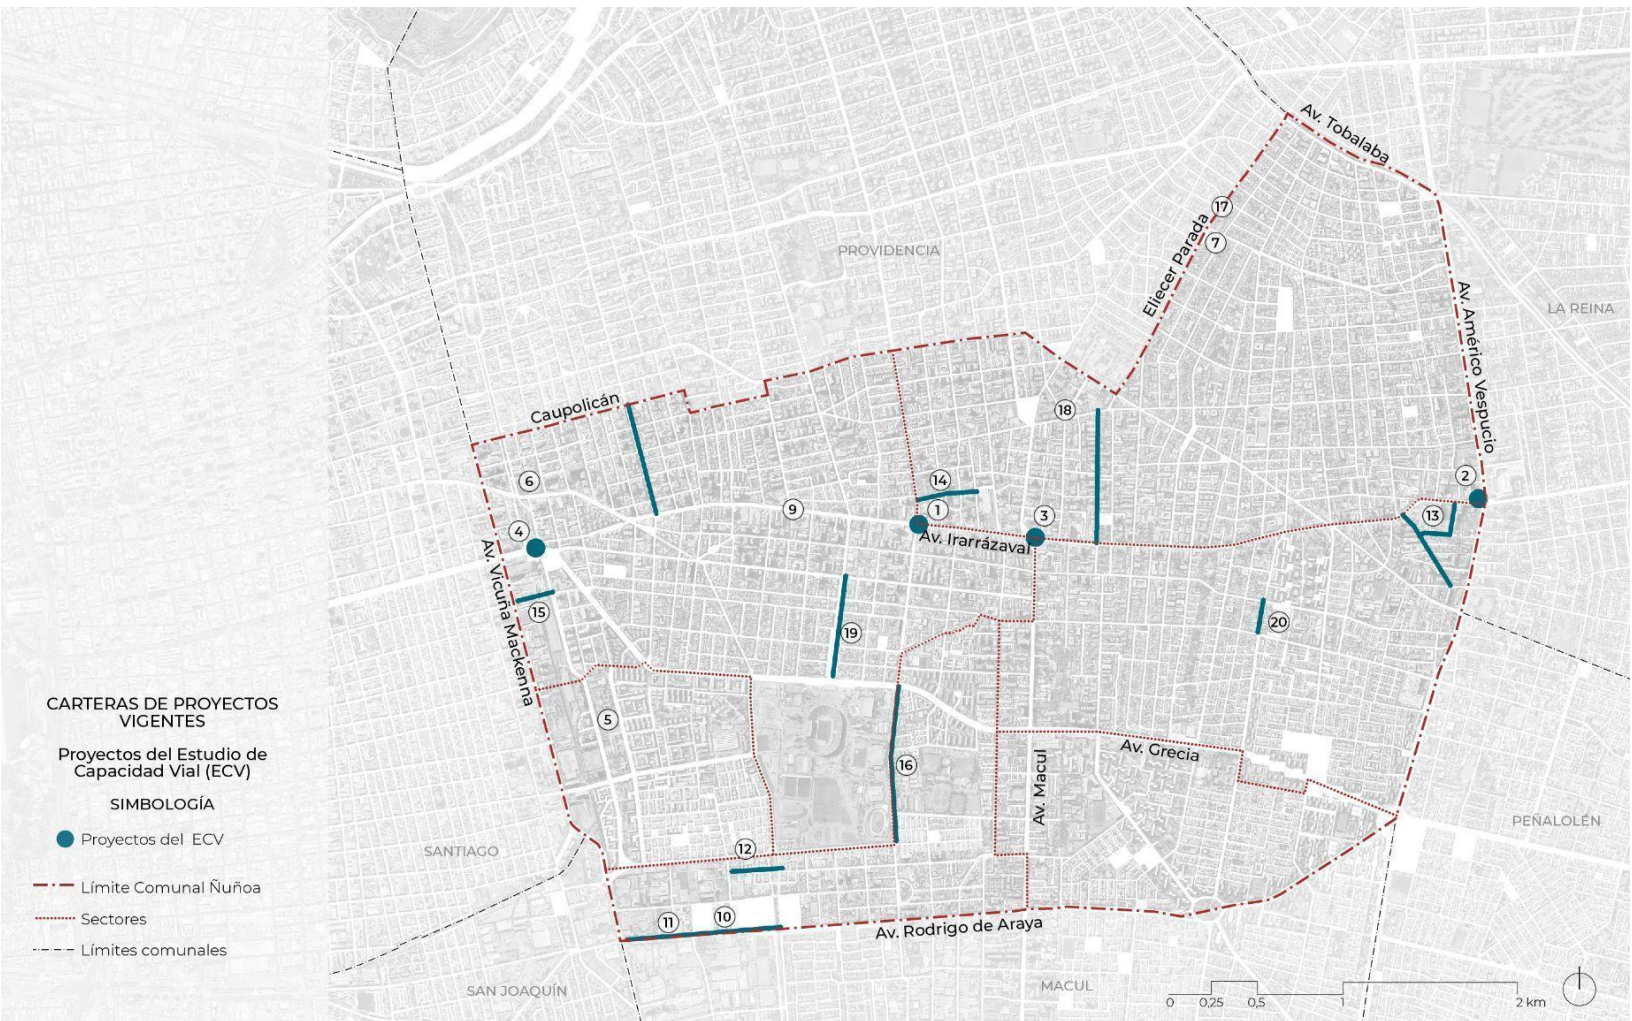 Av. Tobalaba
17
7
Eliecer Parada
PROVIDENCIA
LA REINA
Av. Américo Vespucio
Caupolicán
18
6
14
2
9
1
3
13
4
Av. Irarrázaval
Av. Vicuña Mackenna
15
19
20
5
16
Av. Macul
Av. Grecia
PEÑALOLÉN
SANTIAGO
12
11
10
Av. Rodrigo de Araya
SAN JOAQUÍN
MACUL
CARTERAS DE PROYECTOS
VIGENTES
Proyectos del Estudio de
Capacidad Vial (ECV)
SIMBOLOGÍA
Proyectos del ECV
Límite Comunal Ñuñoa
Sectores
Límites comunales
0 0,25 0,5 1 2 km